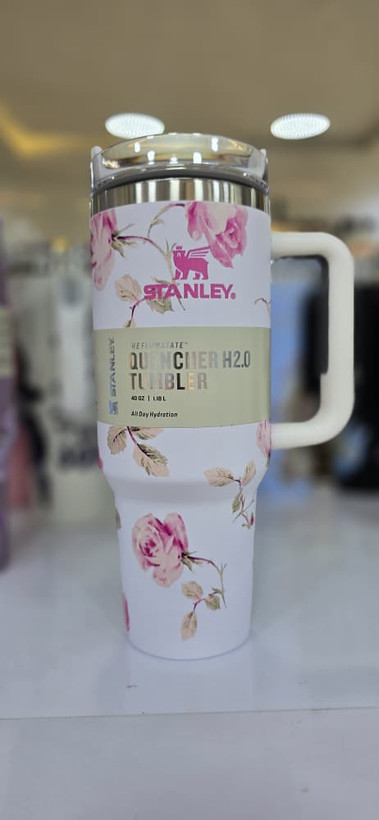 STANLEY®
STANLEY
THE FLOWSTATE™
QUENCHER H2.0
TUMBLER
40 OZ | 1.18 L
All Day Hydration